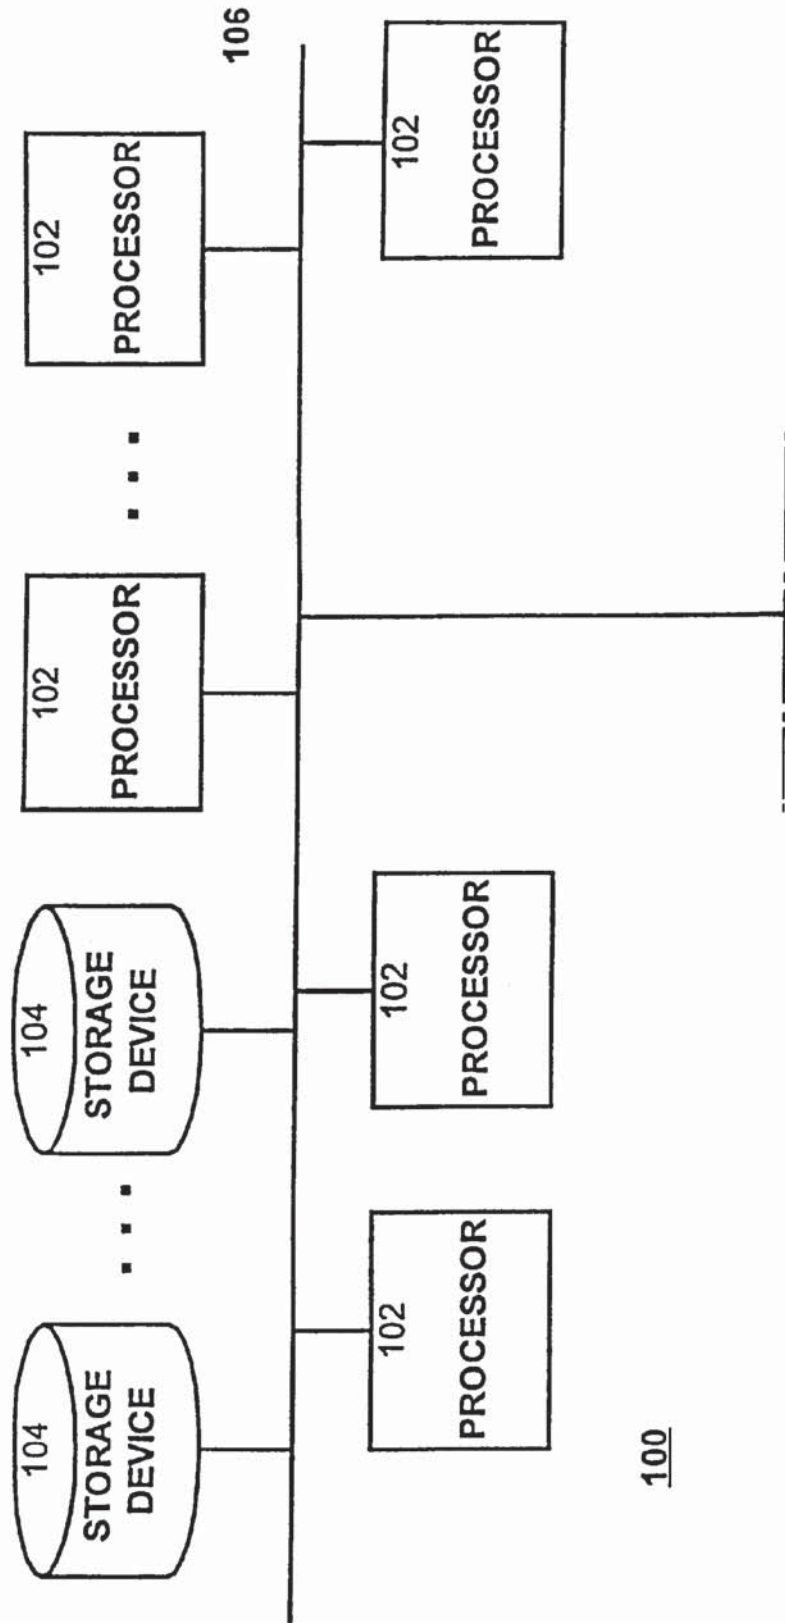 104
STORAGE
DEVICE
. . .
104
STORAGE
DEVICE
102
PROCESSOR
. . .
102
PROCESSOR
106
102
PROCESSOR
102
PROCESSOR
102
PROCESSOR
100